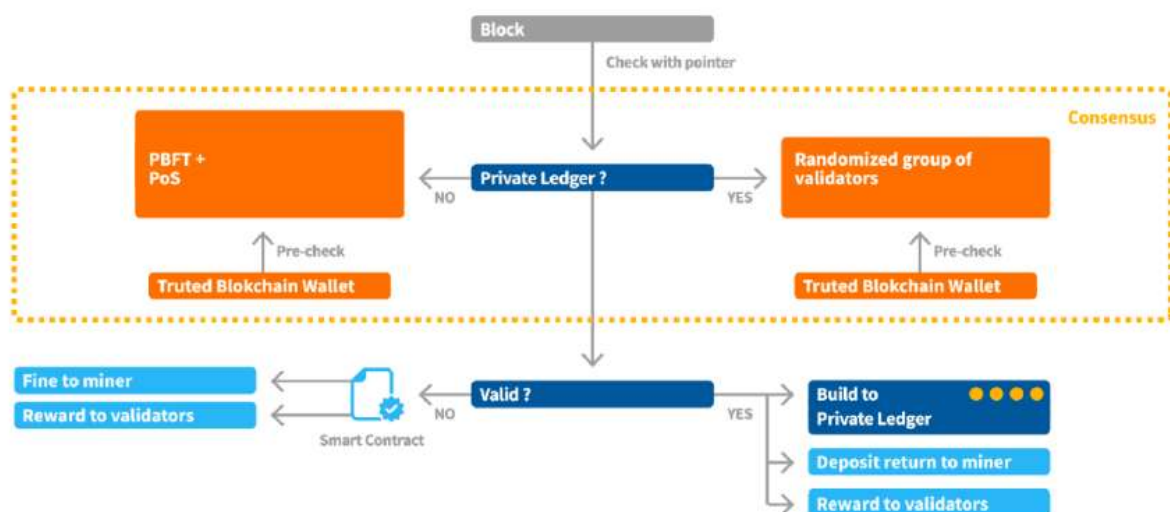 Block
Check with pointer
Consensus
PBFT +
PoS
Private Ledger ?
NO
YES
Randomized group of
validators
Pre-check
Pre-check
Truted Blokchain Wallet
Truted Blokchain Wallet
Fine to miner
Reward to validators
Smart Contract
NO
Valid ?
YES
Build to
Private Ledger
Deposit return to miner
Reward to validators